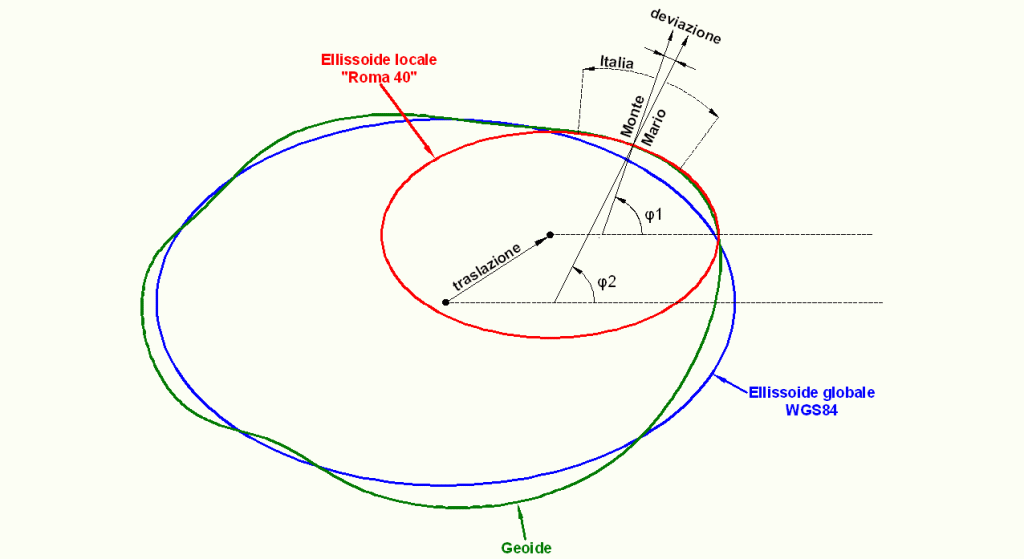 deviazione
Italia
Ellissoide locale
"Roma 40"
Monte
Mario
φ1
traslazione
φ2
Ellissoide globale
WGS84
Geoide